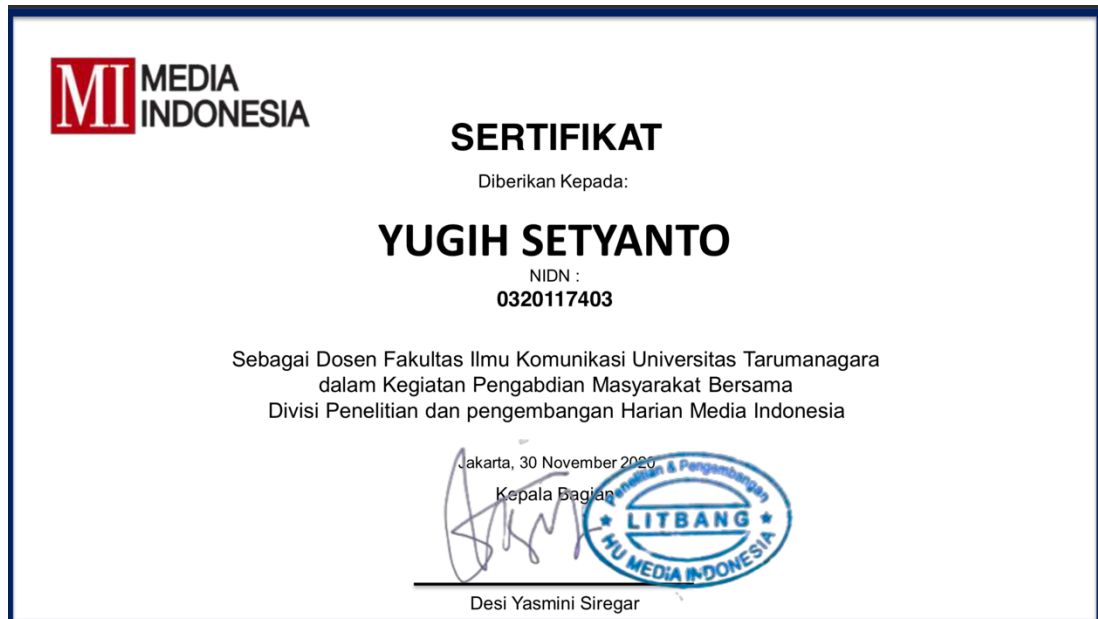 MI MEDIA
INDONESIA
SERTIFIKAT
Diberikan Kepada:
YUGIH SETYANTO
NIDN :
0320117403
Sebagai Dosen Fakultas Ilmu Komunikasi Universitas Tarumanagara
dalam Kegiatan Pengabdian Masyarakat Bersama
Divisi Penelitian dan pengembangan Harian Media Indonesia
Jakarta, 30 November 2020
Kepala Bagian
Penelitian & Pengembangan
LITBANG
HU MEDIA INDONESIA
Desi Yasmini Siregar